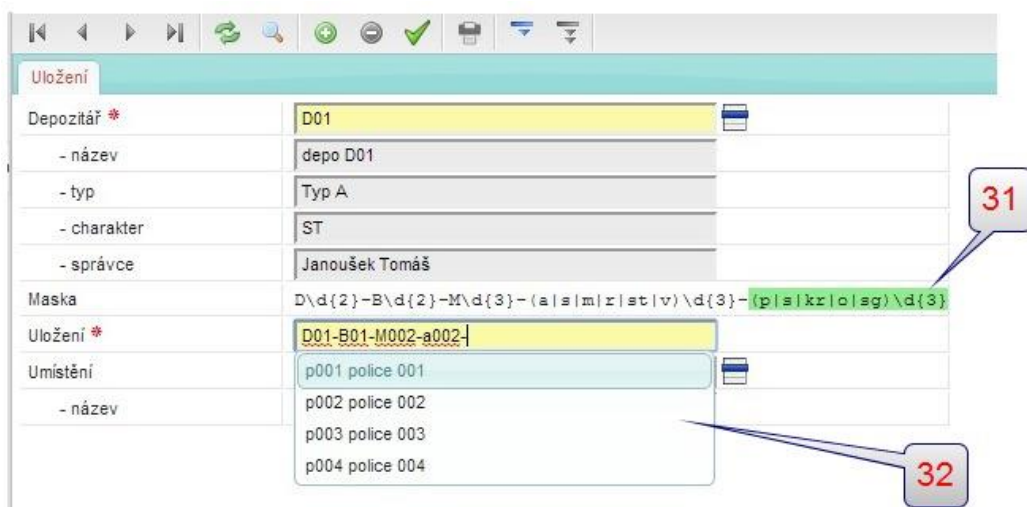 Uložení
Depozitář * D01
- název depo D01
- typ Typ A
- charakter ST
- správce Janoušek Tomáš
31
Maska D\d{2}-B\d{2}-M\d{3}-(a|s|m|r|st|v)\d{3}-(p|s|kr|o|sg)\d{3}
Uložení * D01-B01-M002-a002-
Umístění p001 police 001
- název p002 police 002
p003 police 003
p004 police 004
32